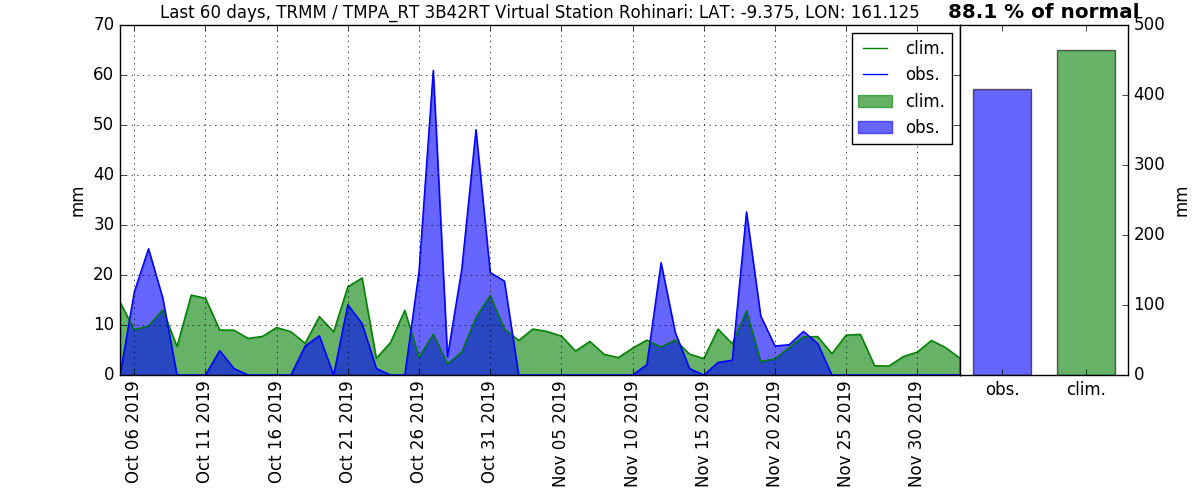 Last 60 days, TRMM / TMPA_RT 3B42RT Virtual Station Rohinari: LAT: -9.375, LON: 161.125
88.1 % of normal
70
60
50
40
30
20
10
0
mm
clim.
obs.
clim.
obs.
Oct 06 2019
Oct 11 2019
Oct 16 2019
Oct 21 2019
Oct 26 2019
Oct 31 2019
Nov 05 2019
Nov 10 2019
Nov 15 2019
Nov 20 2019
Nov 25 2019
Nov 30 2019
500
400
300
200
100
0
mm
obs.
clim.